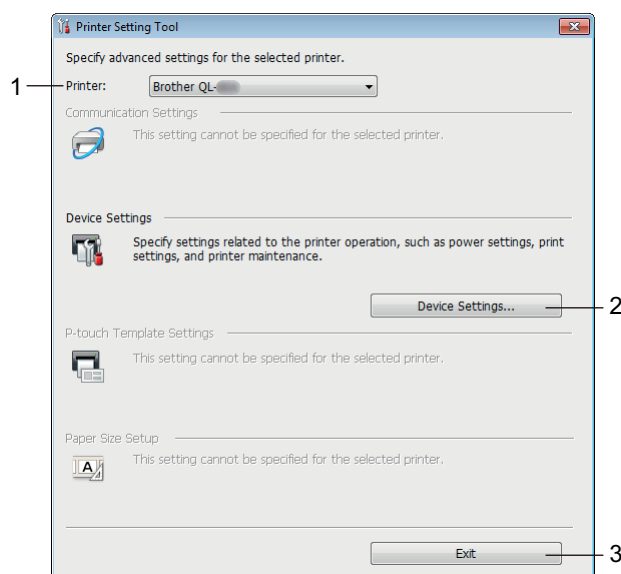 Printer Setting Tool
Specify advanced settings for the selected printer.
1
Printer:
Brother QL-
Communication Settings
This setting cannot be specified for the selected printer.
Device Settings
Specify settings related to the printer operation, such as power settings, print
settings, and printer maintenance.
Device Settings...
2
P-touch Template Settings
This setting cannot be specified for the selected printer.
Paper Size Setup
A
This setting cannot be specified for the selected printer.
Exit
3